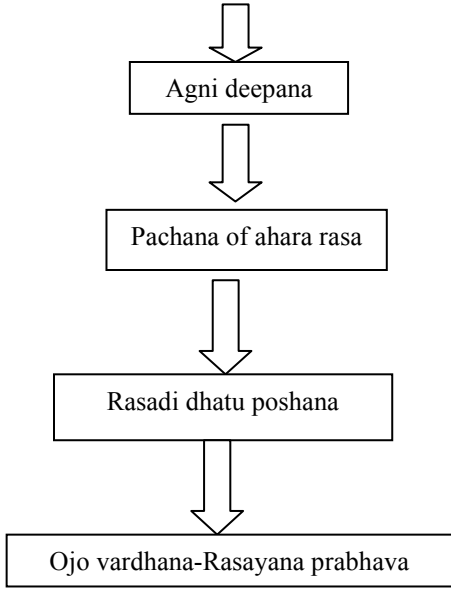 Agni deepana
Pachana of ahara rasa
Rasadi dhatu poshana
Ojo vardhana-Rasayana prabhava